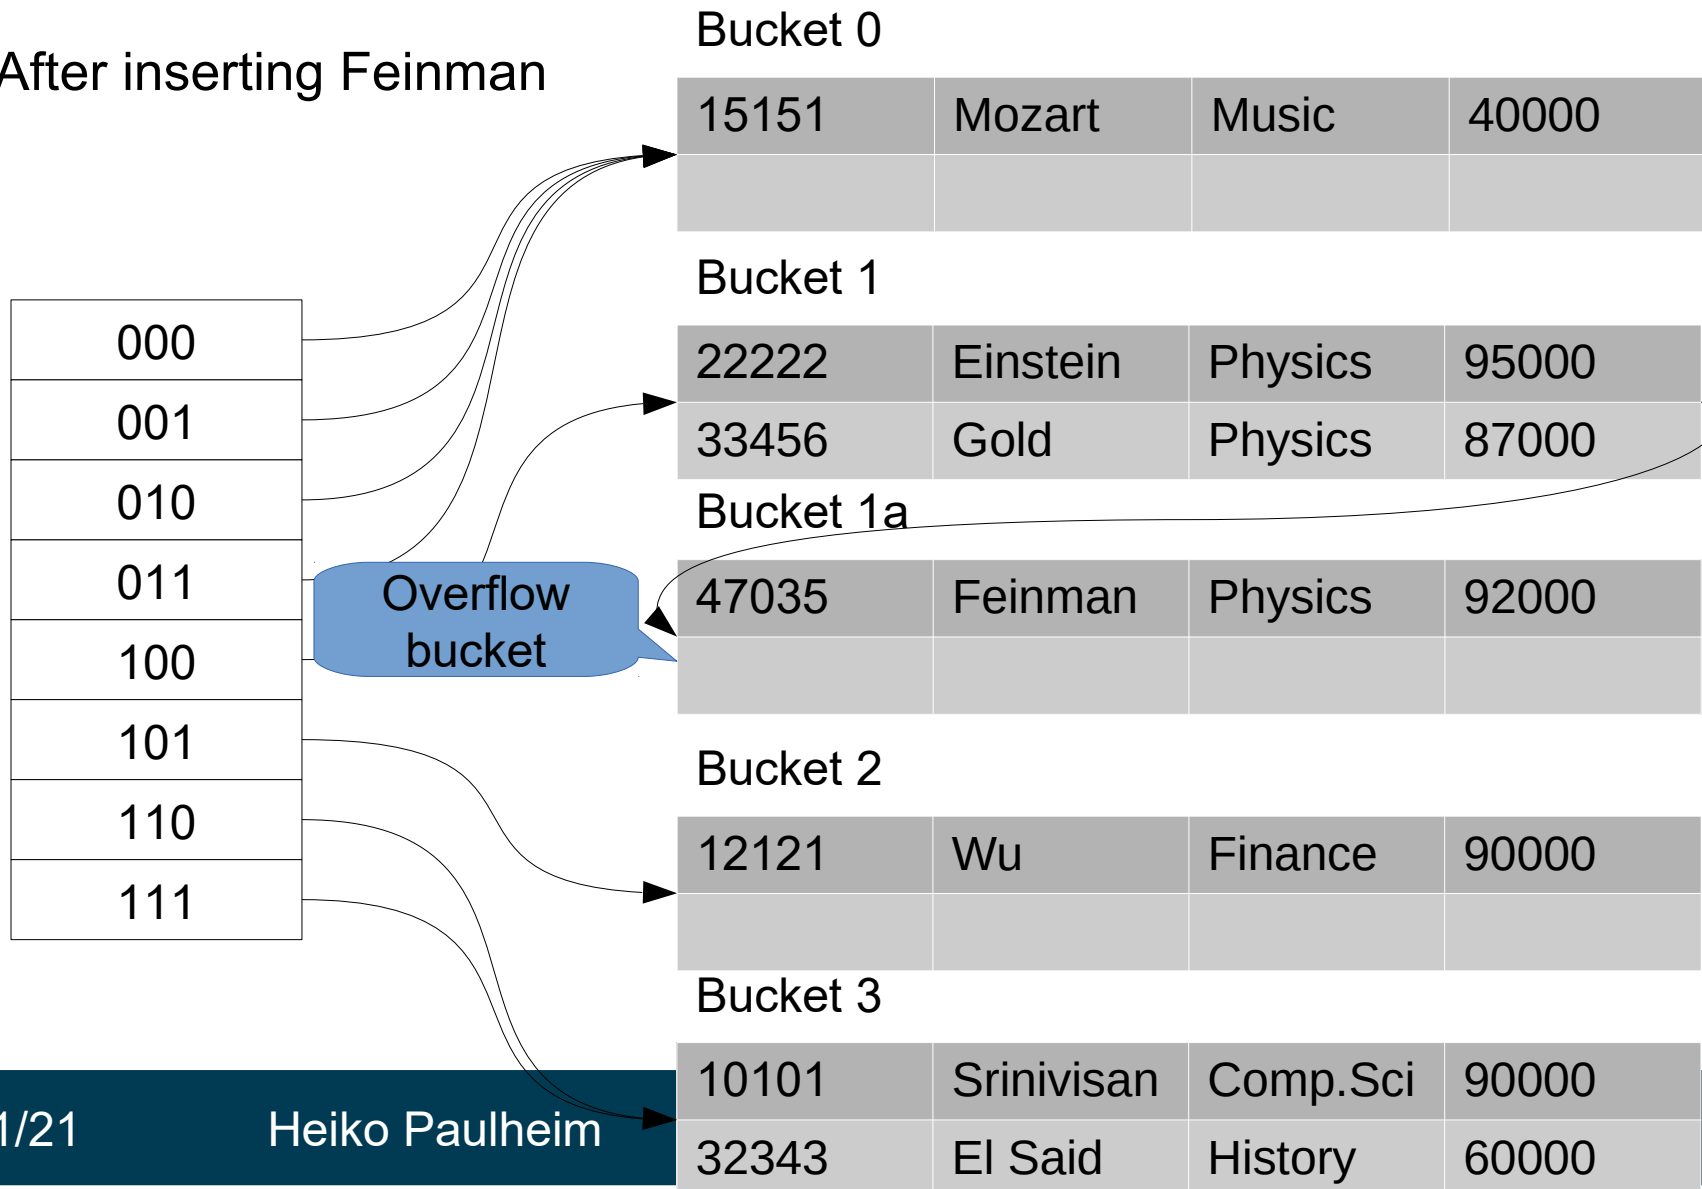 After inserting Feinman
Bucket 0
15151 Mozart Music 40000
Bucket 1
22222 Einstein Physics 95000
33456 Gold Physics 87000
Bucket 1a
47035 Feinman Physics 92000
Bucket 2
12121 Wu Finance 90000
Bucket 3
10101 Srinivisan Comp.Sci 90000
32343 El Said History 60000
000
001
010
011
100
101
110
111
Overflow
bucket
1/21 Heiko Paulheim